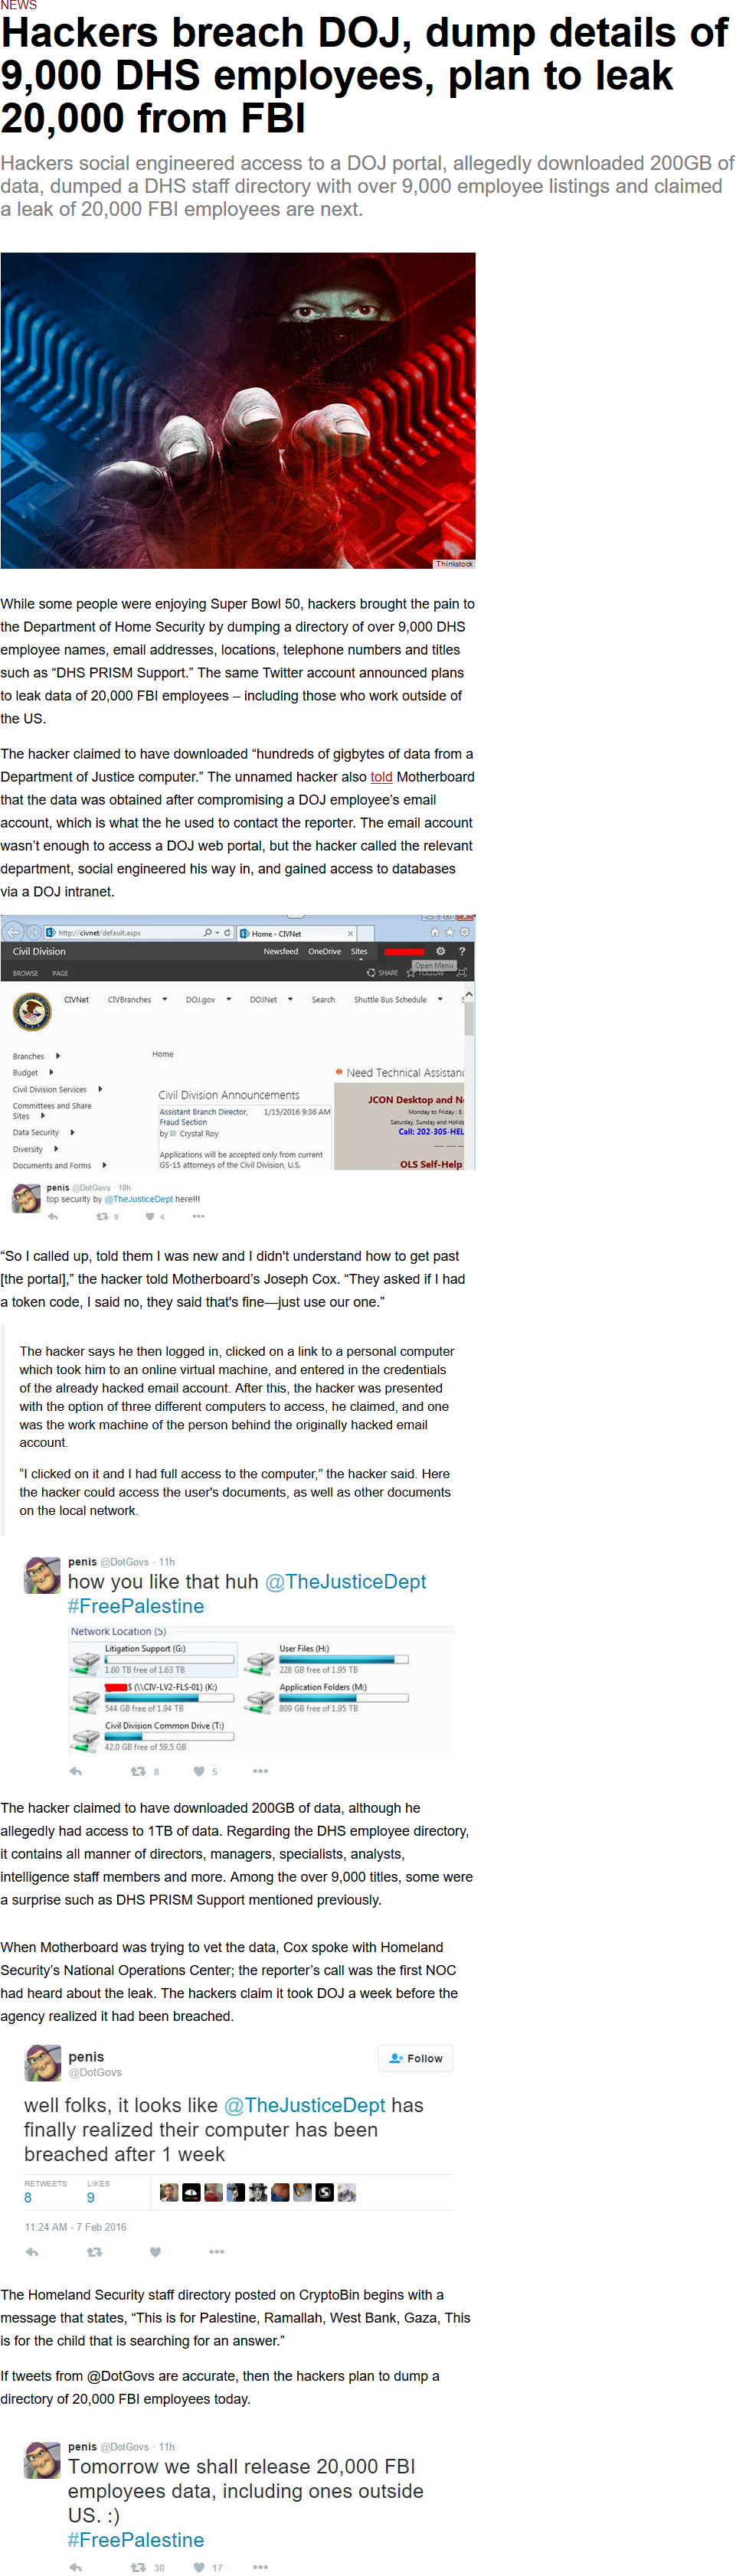 NEWS
Hackers breach DOJ, dump details of
9,000 DHS employees, plan to leak
20,000 from FBI
Hackers social engineered access to a DOJ portal, allegedly downloaded 200GB of
data, dumped a DHS staff directory with over 9,000 employee listings and claimed
a leak of 20,000 FBI employees are next.
Thinkstock
While some people were enjoying Super Bowl 50, hackers brought the pain to
the Department of Home Security by dumping a directory of over 9,000 DHS
employee names, email addresses, locations, telephone numbers and titles
such as “DHS PRISM Support.” The same Twitter account announced plans
to leak data of 20,000 FBI employees – including those who work outside of
the US.
The hacker claimed to have downloaded “hundreds of gigbytes of data from a
Department of Justice computer.” The unnamed hacker also told Motherboard
that the data was obtained after compromising a DOJ employee’s email
account, which is what the he used to contact the reporter. The email account
wasn’t enough to access a DOJ web portal, but the hacker called the relevant
department, social engineered his way in, and gained access to databases
via a DOJ intranet.
http://civnet/default.aspx
Home - CIVNet
Civil Division
Newsfeed OneDrive Sites
?
Open Menu
BROWSE PAGE
SHARE FOLLOW
CIVNet CIVBranches DOJ.gov DOJNet Search Shuttle Bus Schedule
Home
Branches
Budget
Civil Division Services
Committees and Share
Sites
Data Security
Diversity
Documents and Forms
Civil Division Announcements
Assistant Branch Director, 1/15/2016 9:36 AM
Fraud Section
by Crystal Roy
Applications will be accepted only from current
GS-15 attorneys of the Civil Division, U.S.
Need Technical Assistanc
JCON Desktop and N
Monday to Friday: 8
Saturday, Sunday and Holida
Call: 202-305-HEL
OLS Self-Help
penis @DotGovs · 10h
top security by @TheJusticeDept here!!!
8 4
“So I called up, told them I was new and I didn't understand how to get past
[the portal],” the hacker told Motherboard’s Joseph Cox. “They asked if I had
a token code, I said no, they said that's fine—just use our one.”
The hacker says he then logged in, clicked on a link to a personal computer
which took him to an online virtual machine, and entered in the credentials
of the already hacked email account. After this, the hacker was presented
with the option of three different computers to access, he claimed, and one
was the work machine of the person behind the originally hacked email
account.
“I clicked on it and I had full access to the computer,” the hacker said. Here
the hacker could access the user's documents, as well as other documents
on the local network.
penis @DotGovs · 11h
how you like that huh @TheJusticeDept
#FreePalestine
Network Location (5)
Litigation Support (G:)
1.60 TB free of 1.63 TB
User Files (H:)
228 GB free of 1.95 TB
$ (\\CIV-LV2-FLS-01) (K:)
544 GB free of 1.94 TB
Application Folders (M:)
809 GB free of 1.95 TB
Civil Division Common Drive (T:)
42.0 GB free of 59.5 GB
8 5
The hacker claimed to have downloaded 200GB of data, although he
allegedly had access to 1TB of data. Regarding the DHS employee directory,
it contains all manner of directors, managers, specialists, analysts,
intelligence staff members and more. Among the over 9,000 titles, some were
a surprise such as DHS PRISM Support mentioned previously.
When Motherboard was trying to vet the data, Cox spoke with Homeland
Security’s National Operations Center; the reporter’s call was the first NOC
had heard about the leak. The hackers claim it took DOJ a week before the
agency realized it had been breached.
penis
@DotGovs
Follow
well folks, it looks like @TheJusticeDept has
finally realized their computer has been
breached after 1 week
RETWEETS LIKES
8 9
11:24 AM - 7 Feb 2016
The Homeland Security staff directory posted on CryptoBin begins with a
message that states, “This is for Palestine, Ramallah, West Bank, Gaza, This
is for the child that is searching for an answer.”
If tweets from @DotGovs are accurate, then the hackers plan to dump a
directory of 20,000 FBI employees today.
penis @DotGovs · 11h
Tomorrow we shall release 20,000 FBI
employees data, including ones outside
US. :)
#FreePalestine
30 17